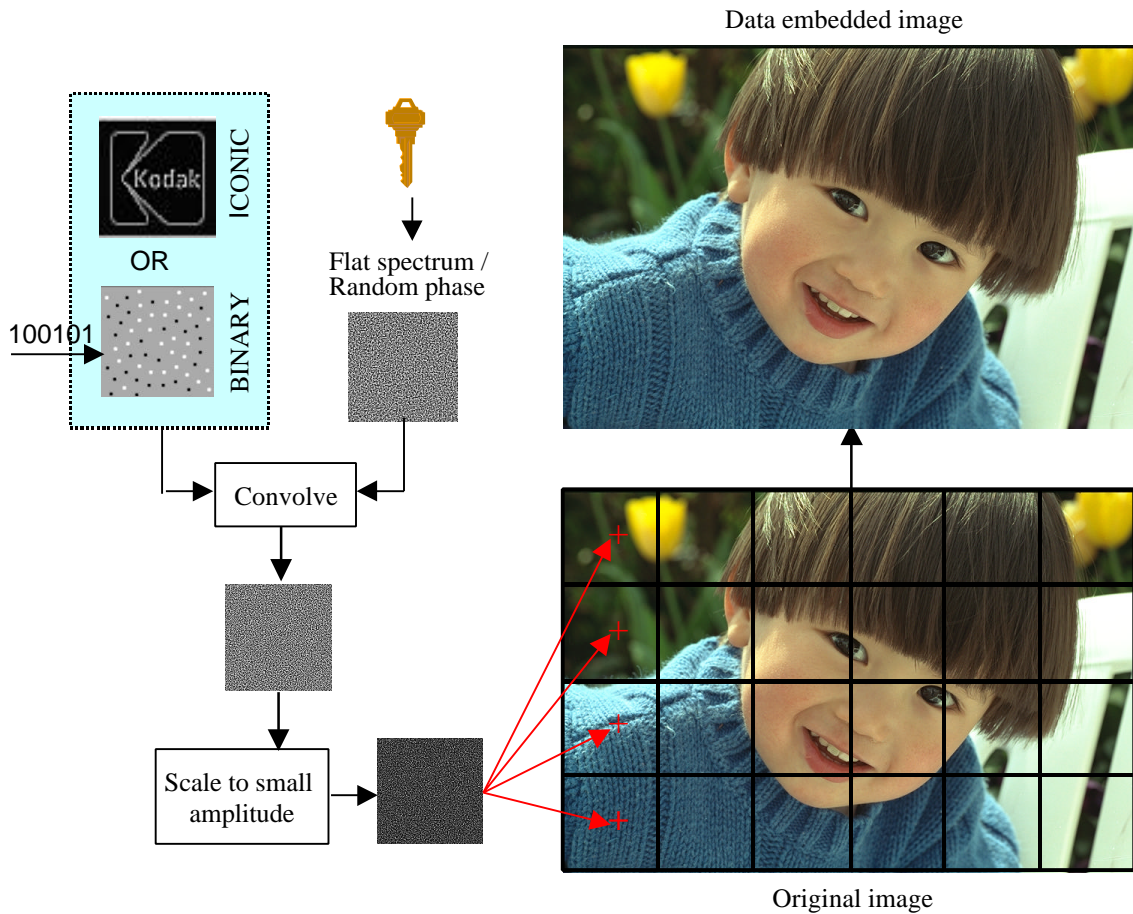 Data embedded image
Kodak
ICONIC
OR
100101
BINARY
Flat spectrum /
Random phase
Convolve
Scale to small
amplitude
Original image